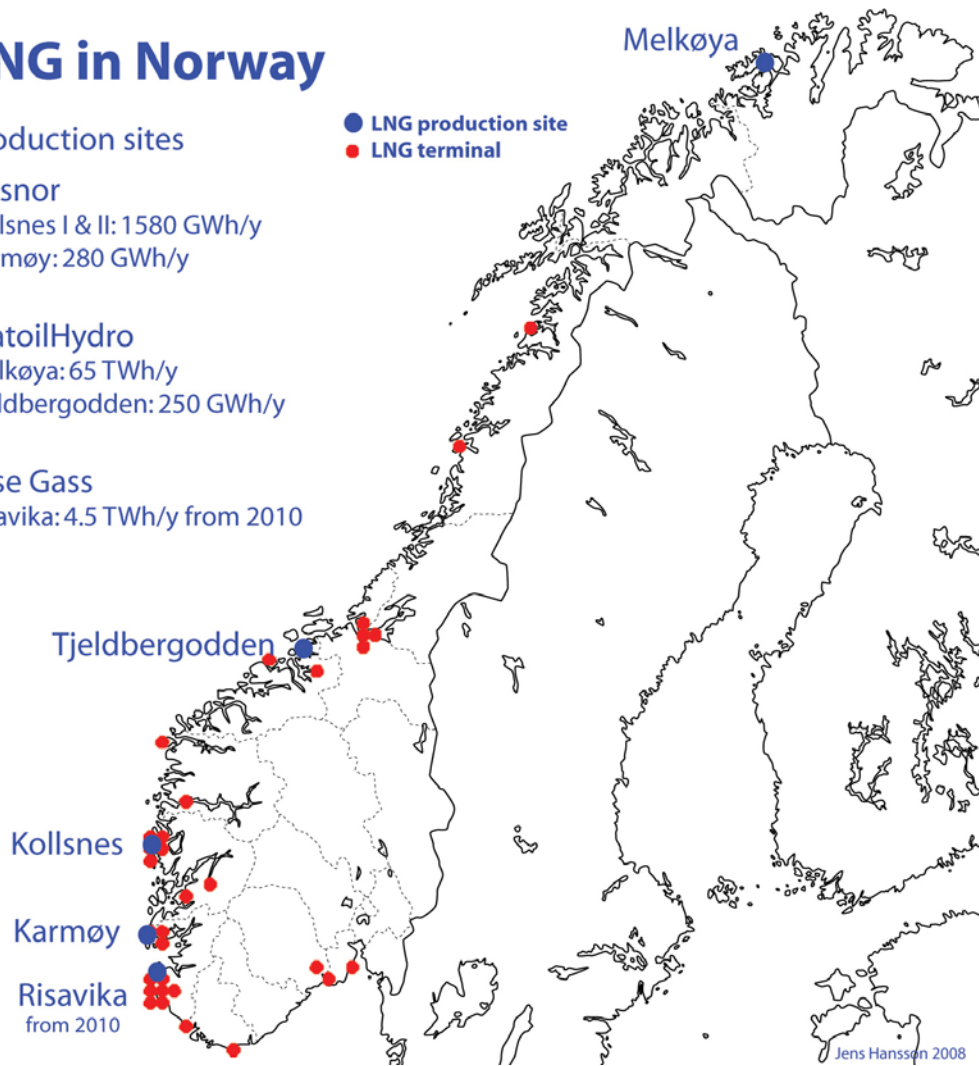 NG in Norway
oduction sites
snor
lsnes I & II: 1580 GWh/y
møy: 280 GWh/y
atoilHydro
lkøya: 65 TWh/y
ldbergodden: 250 GWh/y
se Gass
avika: 4.5 TWh/y from 2010
LNG production site
LNG terminal
Melkøya
Tjeldbergodden
Kollsnes
Karmøy
Risavika
from 2010
Jens Hansson 2008